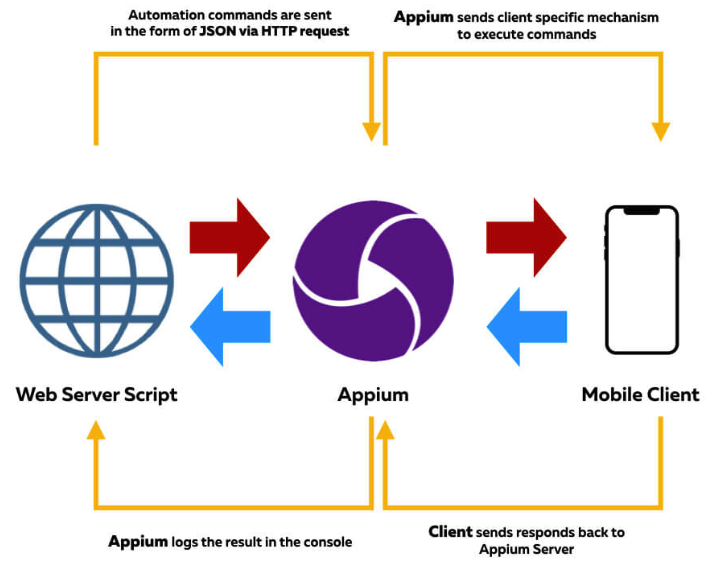 Automation commands are sent
in the form of JSON via HTTP request
Appium sends client specific mechanism
to execute commands
Web Server Script
Appium
Mobile Client
Appium logs the result in the console
Client sends responds back to
Appium Server